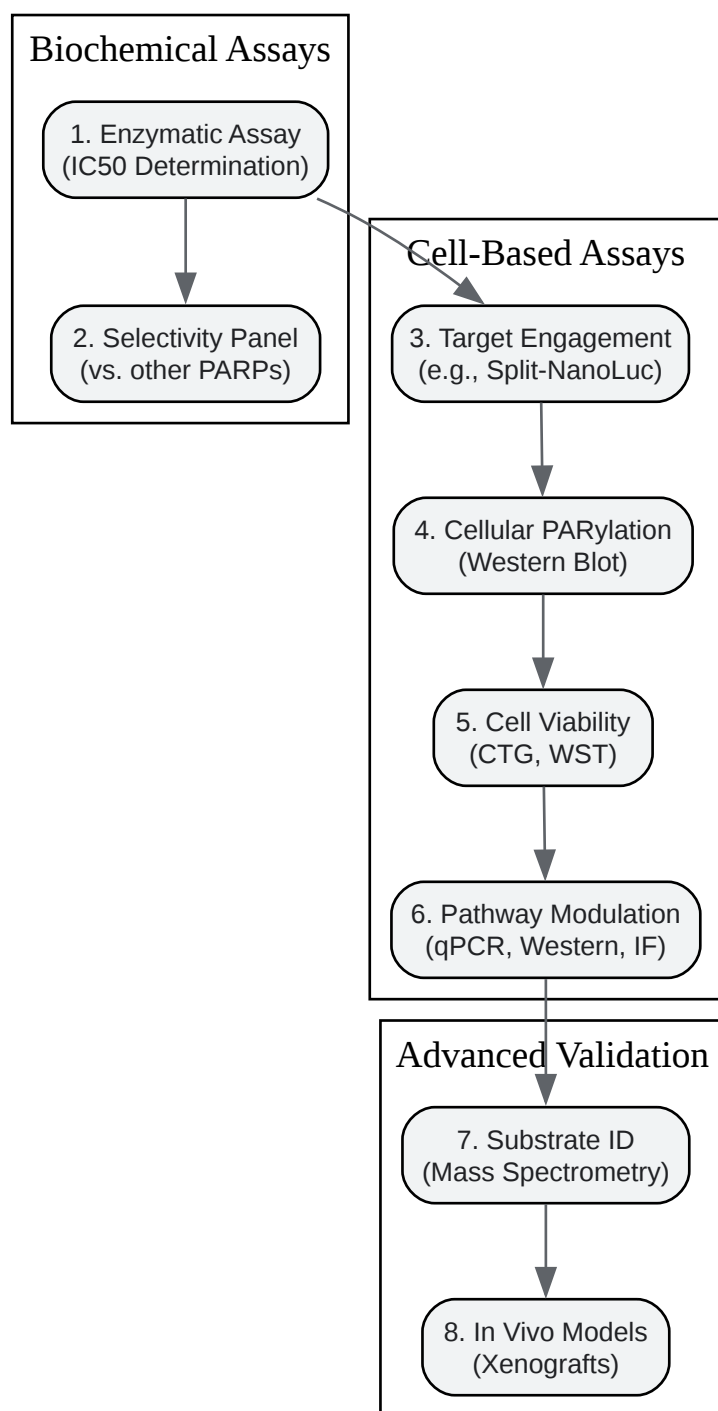 Biochemical Assays
1. Enzymatic Assay
(IC50 Determination)
2. Selectivity Panel
(vs. other PARPs)
Cell-Based Assays
3. Target Engagement
(e.g., Split-NanoLuc)
4. Cellular PARylation
(Western Blot)
5. Cell Viability
(CTG, WST)
6. Pathway Modulation
(qPCR, Western, IF)
Advanced Validation
7. Substrate ID
(Mass Spectrometry)
8. In Vivo Models
(Xenografts)